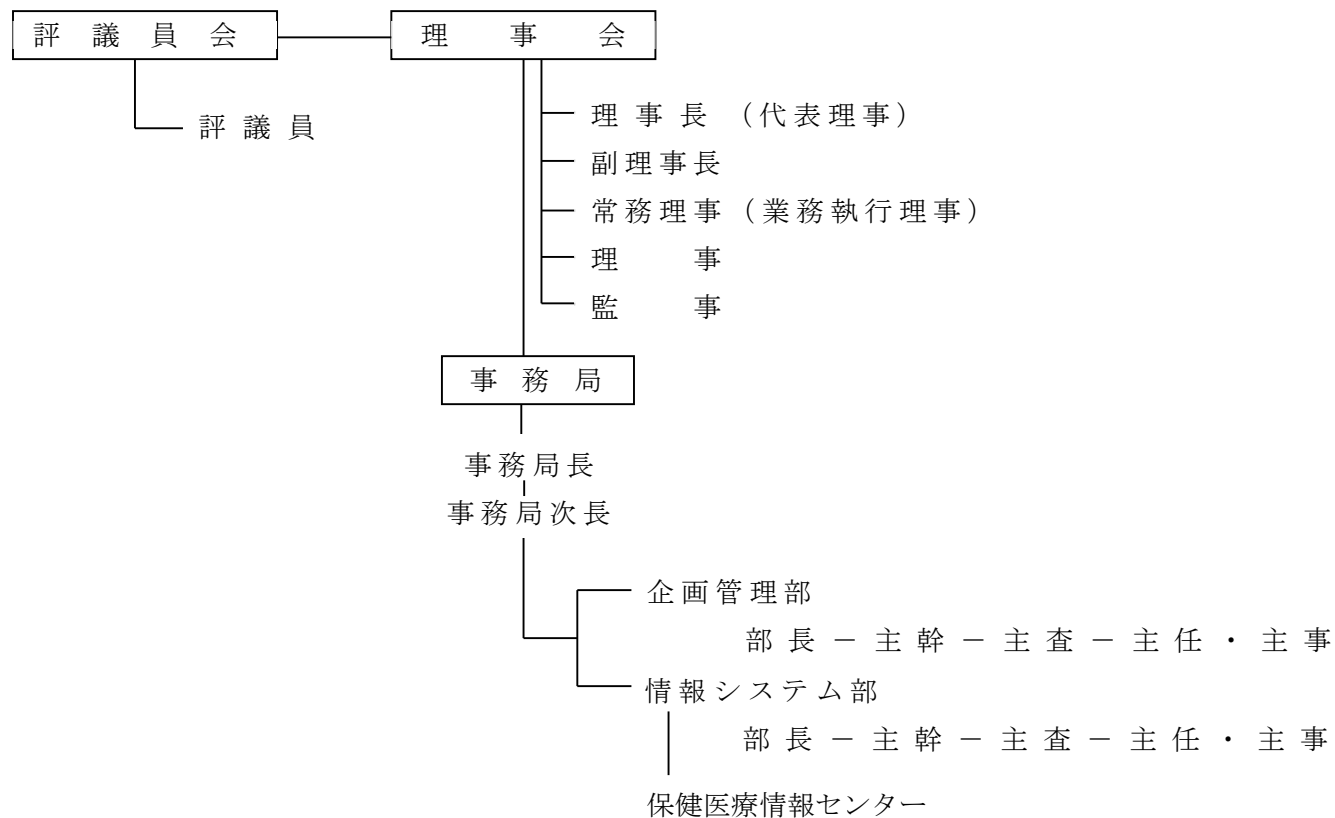 評議員会
理事会
評議員
理事長（代表理事）
副理事長
常務理事（業務執行理事）
理事
監事
事務局
事務局長
事務局次長
企画管理部
部長－主幹－主査－主任・主事
情報システム部
部長－主幹－主査－主任・主事
保健医療情報センター